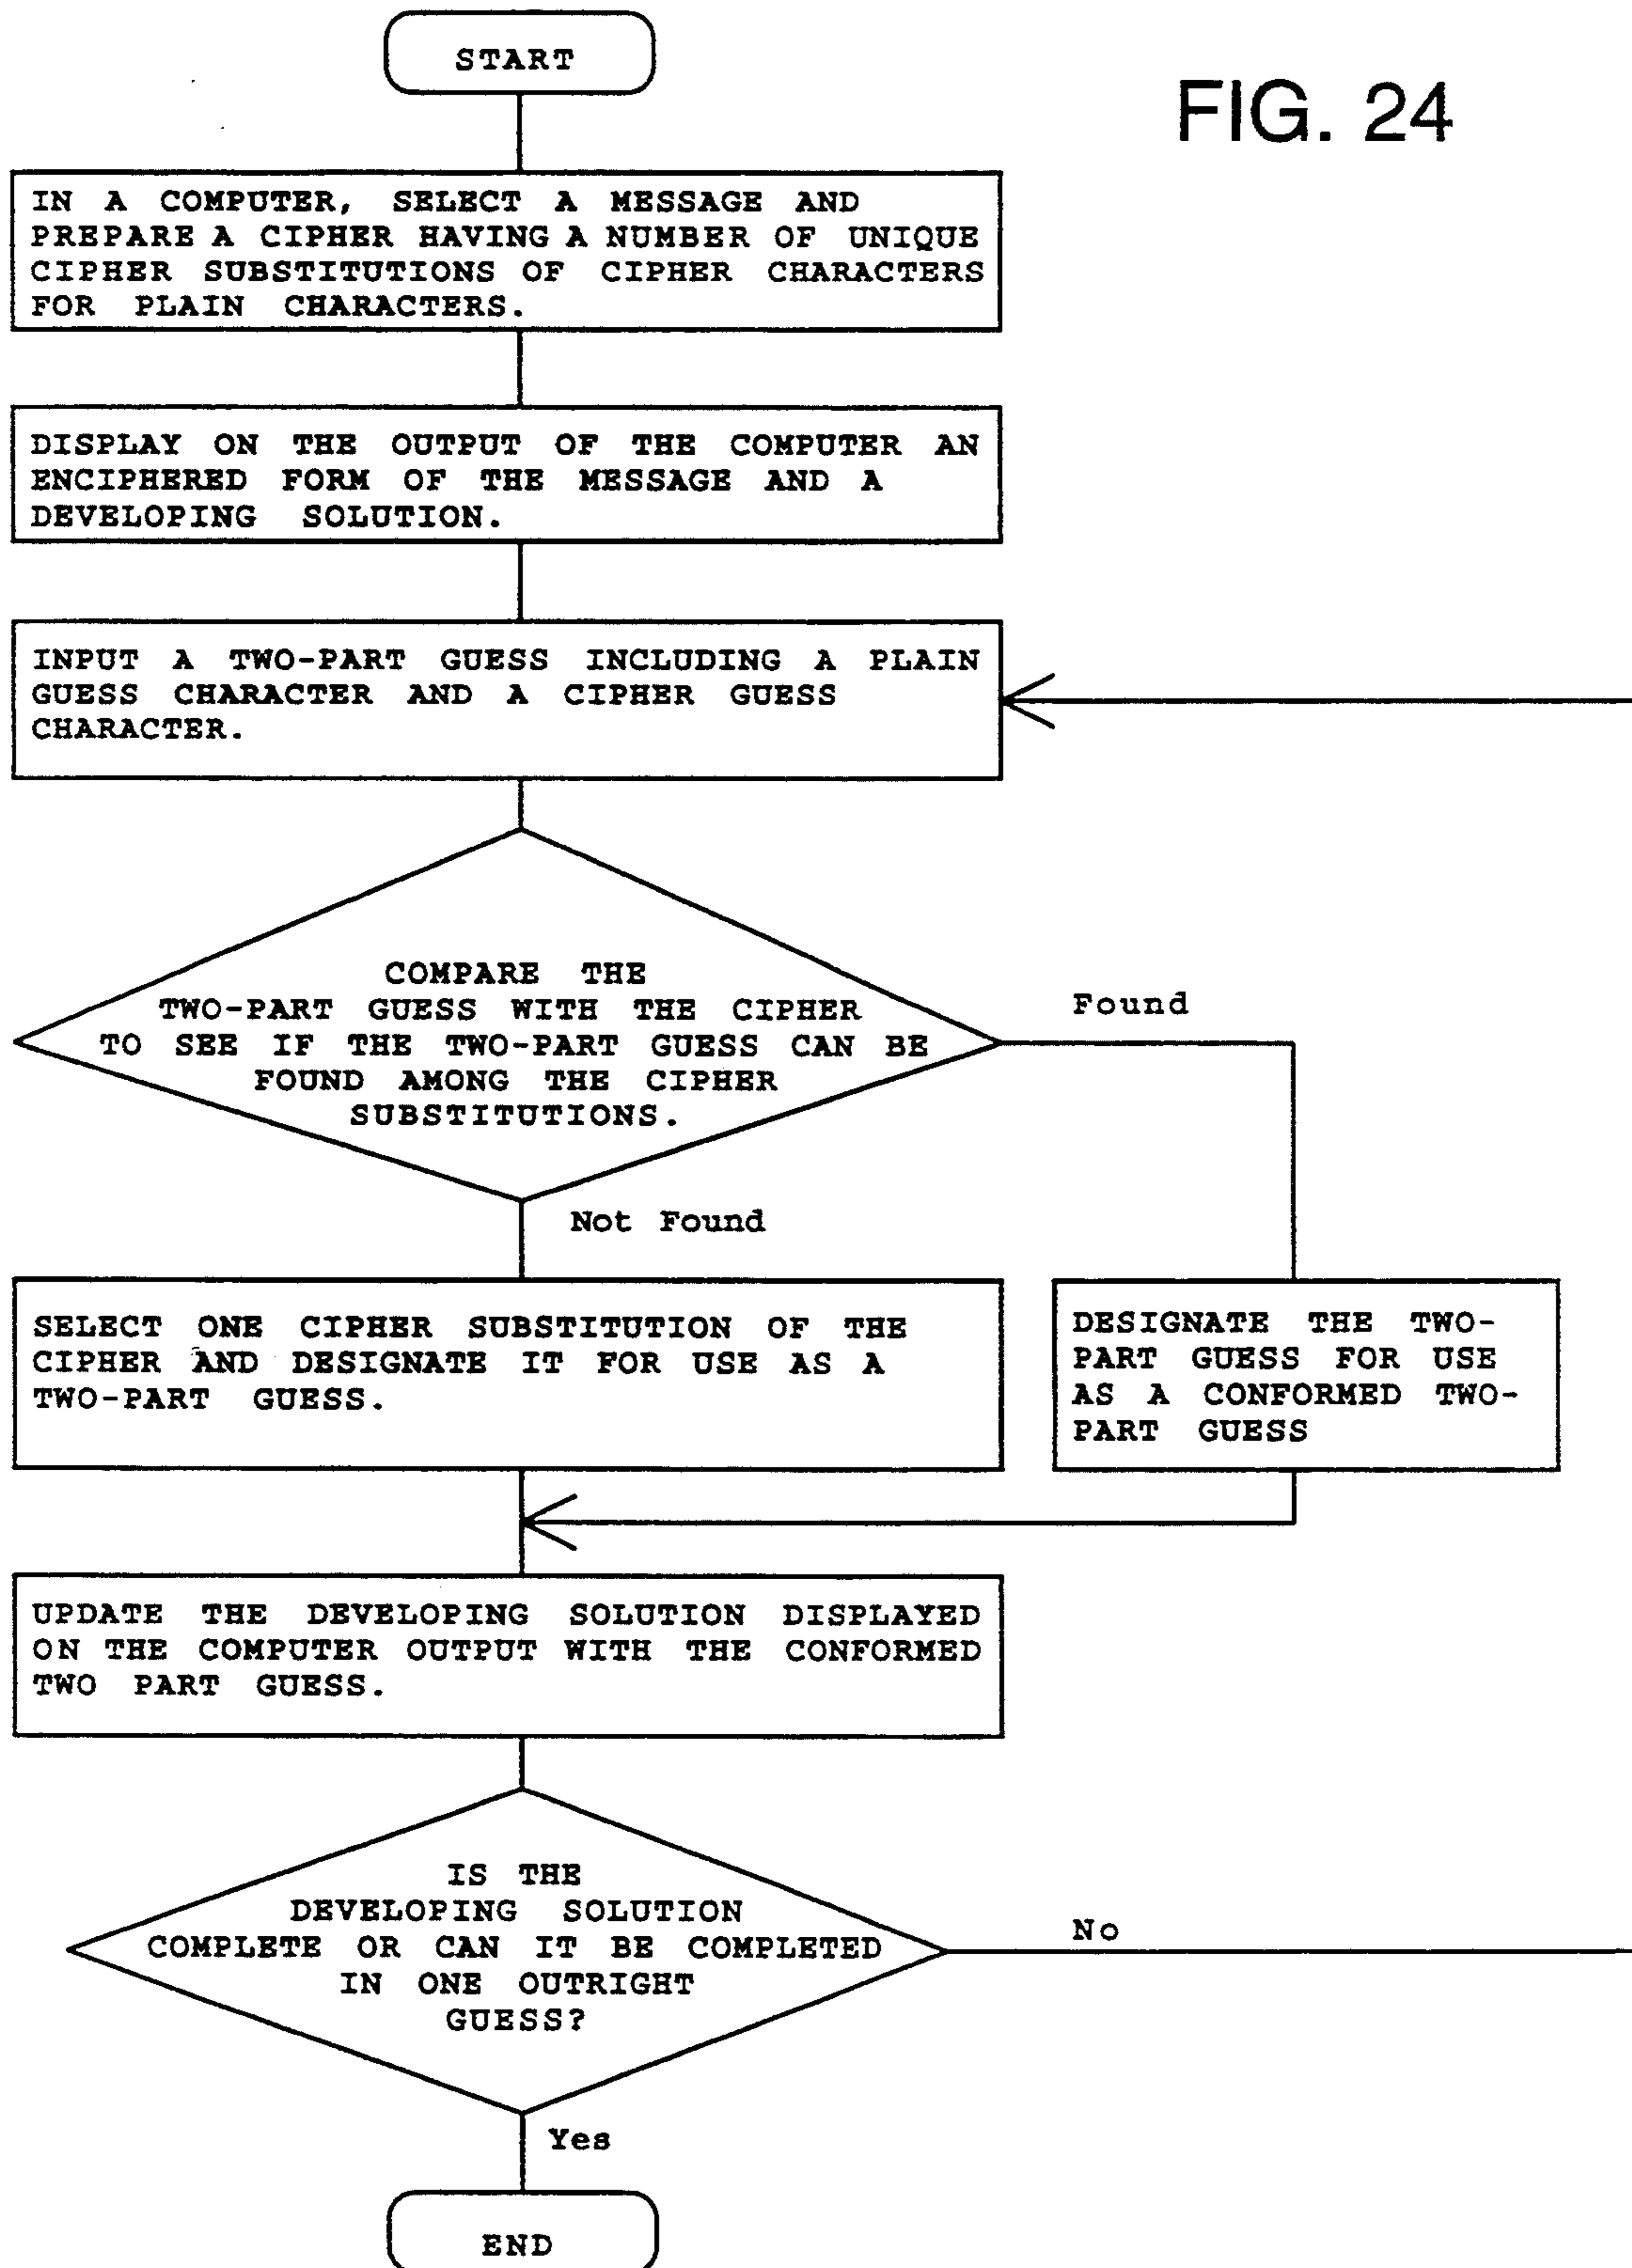 START
FIG. 24
IN A COMPUTER, SELECT A MESSAGE AND
PREPARE A CIPHER HAVING A NUMBER OF UNIQUE
CIPHER SUBSTITUTIONS OF CIPHER CHARACTERS
FOR PLAIN CHARACTERS.
DISPLAY ON THE OUTPUT OF THE COMPUTER AN
ENCIPHERED FORM OF THE MESSAGE AND A
DEVELOPING SOLUTION.
INPUT A TWO-PART GUESS INCLUDING A PLAIN
GUESS CHARACTER AND A CIPHER GUESS
CHARACTER.
COMPARE THE
TWO-PART GUESS WITH THE CIPHER
TO SEE IF THE TWO-PART GUESS CAN BE
FOUND AMONG THE CIPHER
SUBSTITUTIONS.
Found
Not Found
SELECT ONE CIPHER SUBSTITUTION OF THE
CIPHER AND DESIGNATE IT FOR USE AS A
TWO-PART GUESS.
DESIGNATE THE TWO-
PART GUESS FOR USE
AS A CONFORMED TWO-
PART GUESS
UPDATE THE DEVELOPING SOLUTION DISPLAYED
ON THE COMPUTER OUTPUT WITH THE CONFORMED
TWO PART GUESS.
IS THE
DEVELOPING SOLUTION
COMPLETE OR CAN IT BE COMPLETED
IN ONE OUTRIGHT
GUESS?
No
Yes
END